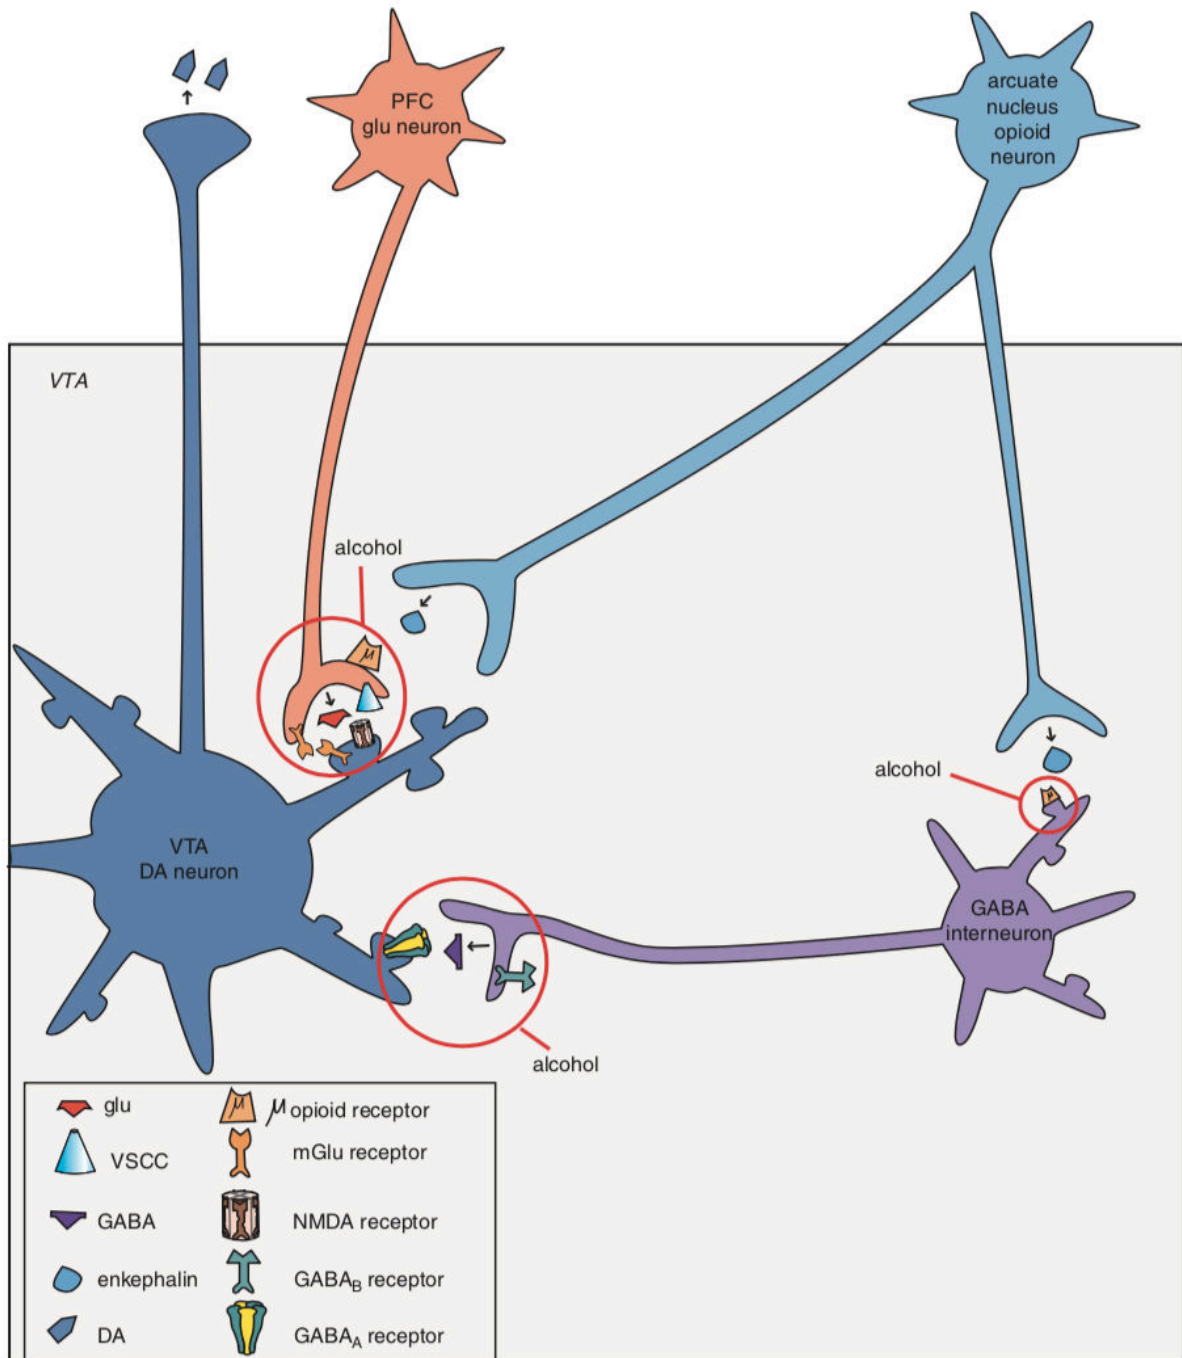 PFC
glu neuron
arcuate
nucleus
opioid
neuron
VTA
alcohol
μ
alcohol
μ
VTA
DA neuron
GABA
interneuron
alcohol
glu
μ
μ opioid receptor
VSCC
mGlu receptor
GABA
NMDA receptor
enkephalin
GABAB receptor
DA
GABAA receptor